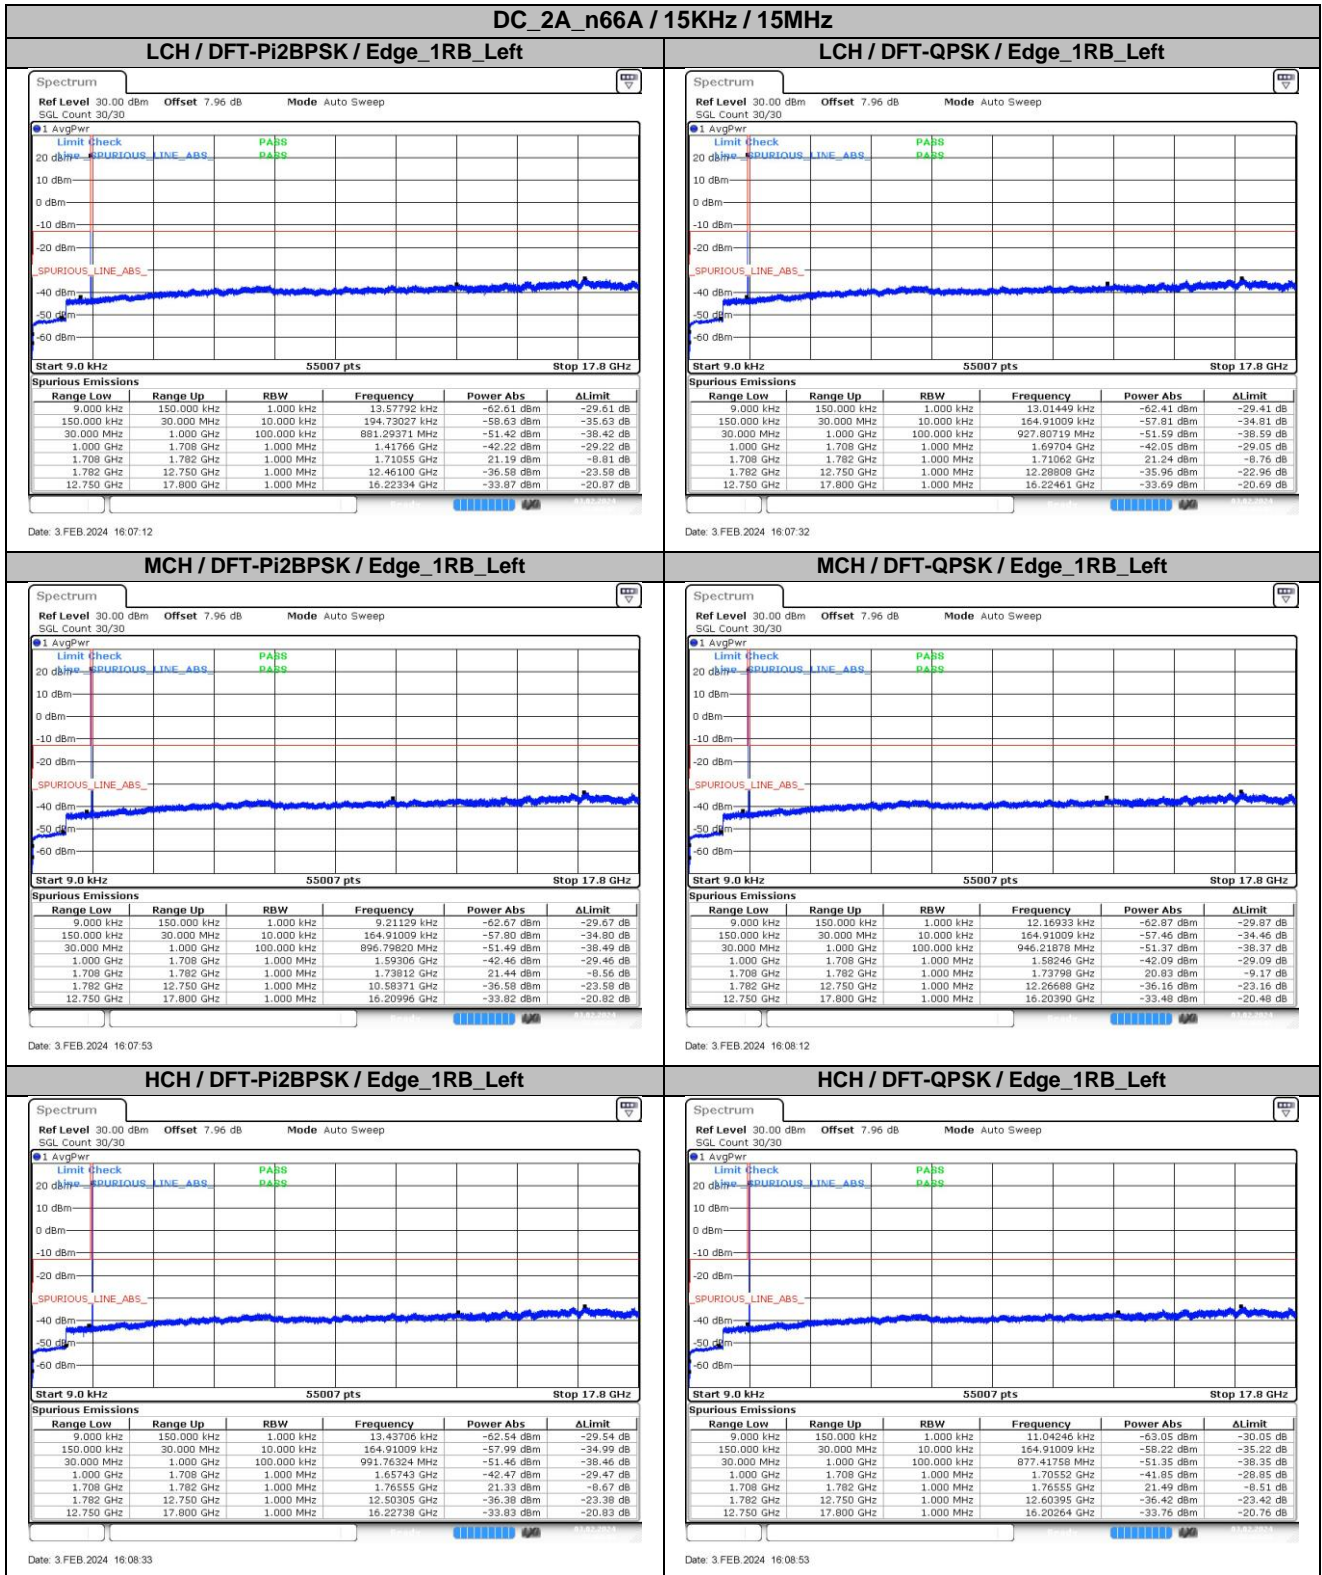 DC_2A_n66A / 15KHz / 15MHz
LCH / DFT-Pi2BPSK / Edge_1RB_Left
Spectrum
Ref Level 30.00 dBm Offset 7.96 dB Mode Auto Sweep
SGL Count 30/30
1 AvgPwr
Limit Check PASS
Line _SPURIOUS_LINE_ABS_ PASS
20 dBm
10 dBm
0 dBm
-10 dBm
-20 dBm
_SPURIOUS_LINE_ABS_
-40 dBm
-50 dBm
-60 dBm
Start 9.0 kHz 55007 pts Stop 17.8 GHz
Spurious Emissions
Range Low Range Up RBW Frequency Power Abs ΔLimit
9.000 kHz 150.000 kHz 1.000 kHz 13.57792 kHz -62.61 dBm -29.61 dB
150.000 kHz 30.000 MHz 10.000 kHz 194.73027 kHz -58.63 dBm -35.63 dB
30.000 MHz 1.000 GHz 100.000 kHz 881.29371 MHz -51.42 dBm -38.42 dB
1.000 GHz 1.708 GHz 1.000 MHz 1.41766 GHz -42.22 dBm -29.22 dB
1.708 GHz 1.782 GHz 1.000 MHz 1.71055 GHz 21.19 dBm -8.81 dB
1.782 GHz 12.750 GHz 1.000 MHz 12.46100 GHz -36.58 dBm -23.58 dB
12.750 GHz 17.800 GHz 1.000 MHz 16.22334 GHz -33.87 dBm -20.87 dB
Date: 3.FEB.2024 16:07:12
LCH / DFT-QPSK / Edge_1RB_Left
Spectrum
Ref Level 30.00 dBm Offset 7.96 dB Mode Auto Sweep
SGL Count 30/30
1 AvgPwr
Limit Check PASS
Line _SPURIOUS_LINE_ABS_ PASS
20 dBm
10 dBm
0 dBm
-10 dBm
-20 dBm
_SPURIOUS_LINE_ABS_
-40 dBm
-50 dBm
-60 dBm
Start 9.0 kHz 55007 pts Stop 17.8 GHz
Spurious Emissions
Range Low Range Up RBW Frequency Power Abs ΔLimit
9.000 kHz 150.000 kHz 1.000 kHz 13.01449 kHz -62.41 dBm -29.41 dB
150.000 kHz 30.000 MHz 10.000 kHz 164.91009 kHz -57.81 dBm -34.81 dB
30.000 MHz 1.000 GHz 100.000 kHz 927.80719 MHz -51.59 dBm -38.59 dB
1.000 GHz 1.708 GHz 1.000 MHz 1.69704 GHz -42.05 dBm -29.05 dB
1.708 GHz 1.782 GHz 1.000 MHz 1.71062 GHz 21.24 dBm -8.76 dB
1.782 GHz 12.750 GHz 1.000 MHz 12.28808 GHz -35.96 dBm -22.96 dB
12.750 GHz 17.800 GHz 1.000 MHz 16.22461 GHz -33.69 dBm -20.69 dB
Date: 3.FEB.2024 16:07:32
MCH / DFT-Pi2BPSK / Edge_1RB_Left
Spectrum
Ref Level 30.00 dBm Offset 7.96 dB Mode Auto Sweep
SGL Count 30/30
1 AvgPwr
Limit Check PASS
Line _SPURIOUS_LINE_ABS_ PASS
20 dBm
10 dBm
0 dBm
-10 dBm
-20 dBm
_SPURIOUS_LINE_ABS_
-40 dBm
-50 dBm
-60 dBm
Start 9.0 kHz 55007 pts Stop 17.8 GHz
Spurious Emissions
Range Low Range Up RBW Frequency Power Abs ΔLimit
9.000 kHz 150.000 kHz 1.000 kHz 9.21129 kHz -62.67 dBm -29.67 dB
150.000 kHz 30.000 MHz 10.000 kHz 164.91009 kHz -57.80 dBm -34.80 dB
30.000 MHz 1.000 GHz 100.000 kHz 896.79820 MHz -51.49 dBm -38.49 dB
1.000 GHz 1.708 GHz 1.000 MHz 1.59306 GHz -42.46 dBm -29.46 dB
1.708 GHz 1.782 GHz 1.000 MHz 1.73812 GHz 21.44 dBm -8.56 dB
1.782 GHz 12.750 GHz 1.000 MHz 10.58371 GHz -36.58 dBm -23.58 dB
12.750 GHz 17.800 GHz 1.000 MHz 16.20996 GHz -33.82 dBm -20.82 dB
Date: 3.FEB.2024 16:07:53
MCH / DFT-QPSK / Edge_1RB_Left
Spectrum
Ref Level 30.00 dBm Offset 7.96 dB Mode Auto Sweep
SGL Count 30/30
1 AvgPwr
Limit Check PASS
Line _SPURIOUS_LINE_ABS_ PASS
20 dBm
10 dBm
0 dBm
-10 dBm
-20 dBm
_SPURIOUS_LINE_ABS_
-40 dBm
-50 dBm
-60 dBm
Start 9.0 kHz 55007 pts Stop 17.8 GHz
Spurious Emissions
Range Low Range Up RBW Frequency Power Abs ΔLimit
9.000 kHz 150.000 kHz 1.000 kHz 12.16933 kHz -62.87 dBm -29.87 dB
150.000 kHz 30.000 MHz 10.000 kHz 164.91009 kHz -57.46 dBm -34.46 dB
30.000 MHz 1.000 GHz 100.000 kHz 946.21878 MHz -51.37 dBm -38.37 dB
1.000 GHz 1.708 GHz 1.000 MHz 1.58246 GHz -42.09 dBm -29.09 dB
1.708 GHz 1.782 GHz 1.000 MHz 1.73798 GHz 20.83 dBm -9.17 dB
1.782 GHz 12.750 GHz 1.000 MHz 12.26688 GHz -36.16 dBm -23.16 dB
12.750 GHz 17.800 GHz 1.000 MHz 16.20390 GHz -33.48 dBm -20.48 dB
Date: 3.FEB.2024 16:08:12
HCH / DFT-Pi2BPSK / Edge_1RB_Left
Spectrum
Ref Level 30.00 dBm Offset 7.96 dB Mode Auto Sweep
SGL Count 30/30
1 AvgPwr
Limit Check PASS
Line _SPURIOUS_LINE_ABS_ PASS
20 dBm
10 dBm
0 dBm
-10 dBm
-20 dBm
_SPURIOUS_LINE_ABS_
-40 dBm
-50 dBm
-60 dBm
Start 9.0 kHz 55007 pts Stop 17.8 GHz
Spurious Emissions
Range Low Range Up RBW Frequency Power Abs ΔLimit
9.000 kHz 150.000 kHz 1.000 kHz 13.43706 kHz -62.54 dBm -29.54 dB
150.000 kHz 30.000 MHz 10.000 kHz 164.91009 kHz -57.99 dBm -34.99 dB
30.000 MHz 1.000 GHz 100.000 kHz 991.76324 MHz -51.46 dBm -38.46 dB
1.000 GHz 1.708 GHz 1.000 MHz 1.65743 GHz -42.47 dBm -29.47 dB
1.708 GHz 1.782 GHz 1.000 MHz 1.76555 GHz 21.33 dBm -8.67 dB
1.782 GHz 12.750 GHz 1.000 MHz 12.50305 GHz -36.38 dBm -23.38 dB
12.750 GHz 17.800 GHz 1.000 MHz 16.22738 GHz -33.83 dBm -20.83 dB
Date: 3.FEB.2024 16:08:33
HCH / DFT-QPSK / Edge_1RB_Left
Spectrum
Ref Level 30.00 dBm Offset 7.96 dB Mode Auto Sweep
SGL Count 30/30
1 AvgPwr
Limit Check PASS
Line _SPURIOUS_LINE_ABS_ PASS
20 dBm
10 dBm
0 dBm
-10 dBm
-20 dBm
_SPURIOUS_LINE_ABS_
-40 dBm
-50 dBm
-60 dBm
Start 9.0 kHz 55007 pts Stop 17.8 GHz
Spurious Emissions
Range Low Range Up RBW Frequency Power Abs ΔLimit
9.000 kHz 150.000 kHz 1.000 kHz 11.04246 kHz -63.05 dBm -30.05 dB
150.000 kHz 30.000 MHz 10.000 kHz 164.91009 kHz -58.22 dBm -35.22 dB
30.000 MHz 1.000 GHz 100.000 kHz 877.41758 MHz -51.35 dBm -38.35 dB
1.000 GHz 1.708 GHz 1.000 MHz 1.70552 GHz -41.85 dBm -28.85 dB
1.708 GHz 1.782 GHz 1.000 MHz 1.76555 GHz 21.49 dBm -8.51 dB
1.782 GHz 12.750 GHz 1.000 MHz 12.60395 GHz -36.42 dBm -23.42 dB
12.750 GHz 17.800 GHz 1.000 MHz 16.20264 GHz -33.76 dBm -20.76 dB
Date: 3.FEB.2024 16:08:53